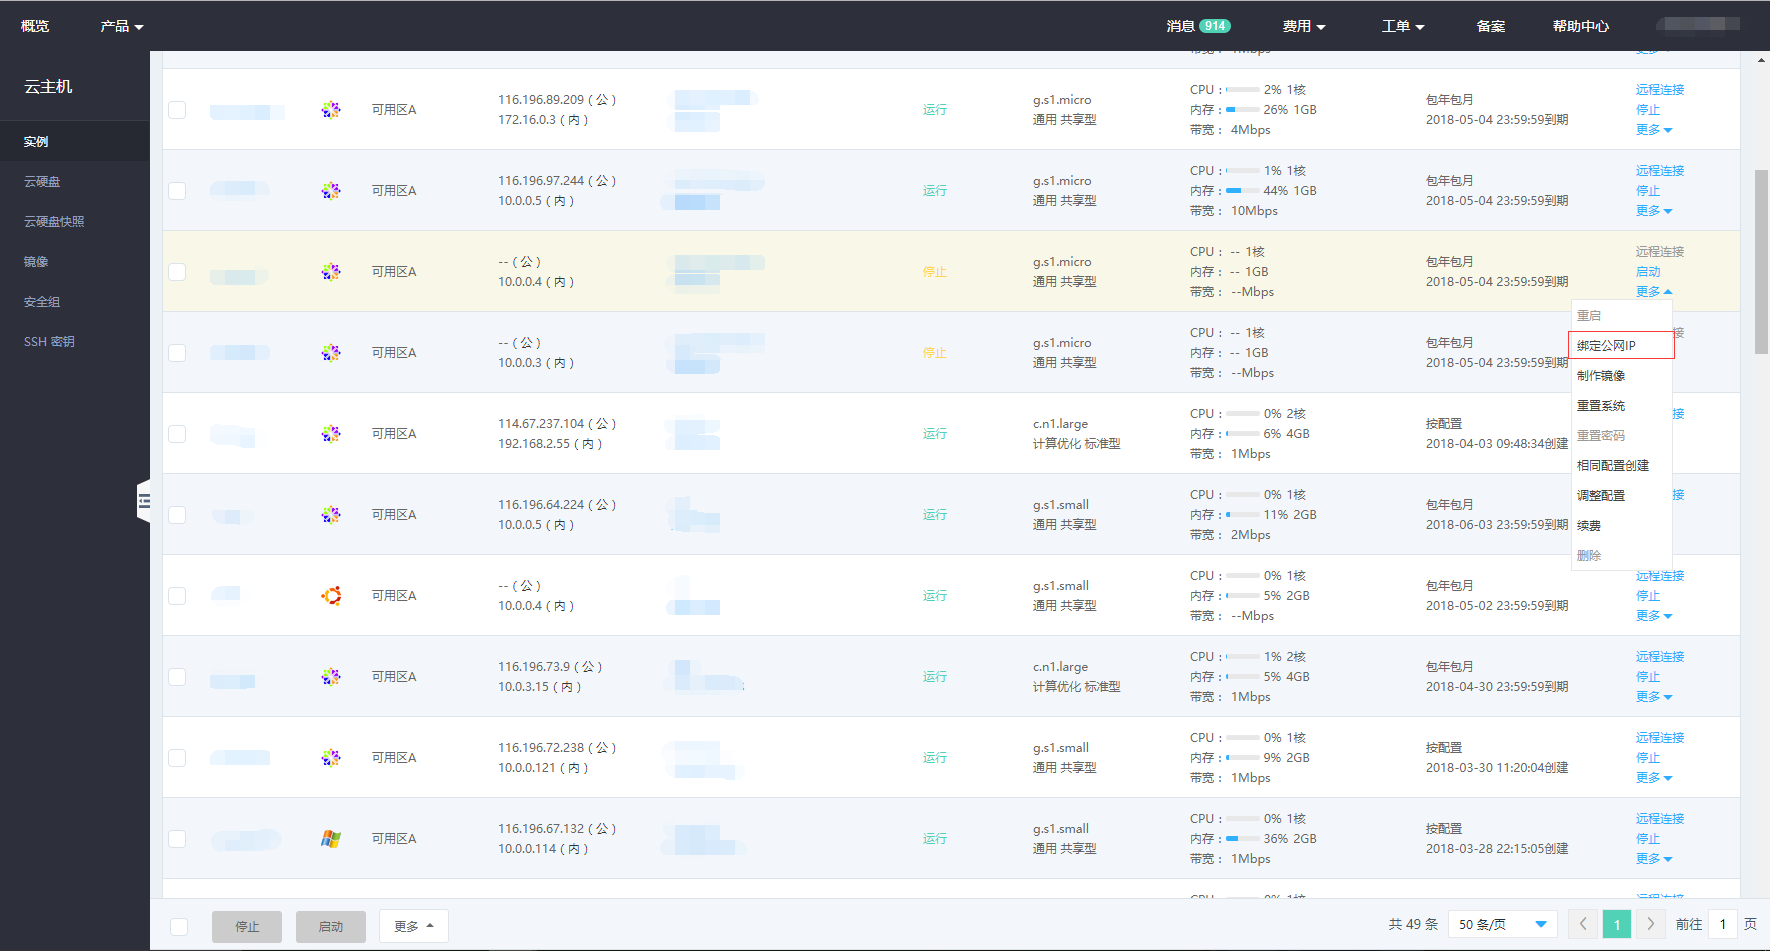 概览
产品
消息 914
费用
工单
备案
帮助中心
云主机
实例
云硬盘
云硬盘快照
镜像
安全组
SSH 密钥
可用区A
116.196.89.209 ( 公 )
172.16.0.3 ( 内 )
运行
g.s1.micro
通用 共享型
CPU : 2% 1核
内存 : 26% 1GB
带宽 : 4Mbps
包年包月
2018-05-04 23:59:59到期
远程连接
停止
更多
可用区A
116.196.97.244 ( 公 )
10.0.0.5 ( 内 )
运行
g.s1.micro
通用 共享型
CPU : 1% 1核
内存 : 44% 1GB
带宽 : 10Mbps
包年包月
2018-05-04 23:59:59到期
远程连接
停止
更多
可用区A
-- ( 公 )
10.0.0.4 ( 内 )
停止
g.s1.micro
通用 共享型
CPU : -- 1核
内存 : -- 1GB
带宽 : --Mbps
包年包月
2018-05-04 23:59:59到期
远程连接
启动
更多
重启
绑定公网IP
制作镜像
重置系统
重置密码
相同配置创建
调整配置
续费
删除
可用区A
-- ( 公 )
10.0.0.3 ( 内 )
停止
g.s1.micro
通用 共享型
CPU : -- 1核
内存 : -- 1GB
带宽 : --Mbps
包年包月
2018-05-04 23:59:59到期
接
可用区A
114.67.237.104 ( 公 )
192.168.2.55 ( 内 )
运行
c.n1.large
计算优化 标准型
CPU : 0% 2核
内存 : 6% 4GB
带宽 : 1Mbps
按配置
2018-04-03 09:48:34创建
接
可用区A
116.196.64.224 ( 公 )
10.0.0.5 ( 内 )
运行
g.s1.small
通用 共享型
CPU : 0% 1核
内存 : 11% 2GB
带宽 : 2Mbps
包年包月
2018-06-03 23:59:59到期
接
可用区A
-- ( 公 )
10.0.0.4 ( 内 )
运行
g.s1.small
通用 共享型
CPU : 0% 1核
内存 : 5% 2GB
带宽 : --Mbps
包年包月
2018-05-02 23:59:59到期
远程连接
停止
更多
可用区A
116.196.73.9 ( 公 )
10.0.3.15 ( 内 )
运行
c.n1.large
计算优化 标准型
CPU : 1% 2核
内存 : 5% 4GB
带宽 : 1Mbps
包年包月
2018-04-30 23:59:59到期
远程连接
停止
更多
可用区A
116.196.72.238 ( 公 )
10.0.0.121 ( 内 )
运行
g.s1.small
通用 共享型
CPU : 0% 1核
内存 : 9% 2GB
带宽 : 1Mbps
按配置
2018-03-30 11:20:04创建
远程连接
停止
更多
可用区A
116.196.67.132 ( 公 )
10.0.0.114 ( 内 )
运行
g.s1.small
通用 共享型
CPU : 0% 1核
内存 : 36% 2GB
带宽 : 1Mbps
按配置
2018-03-28 22:15:05创建
远程连接
停止
更多
停止
启动
更多
共 49 条
50 条/页
1
前往 1 页